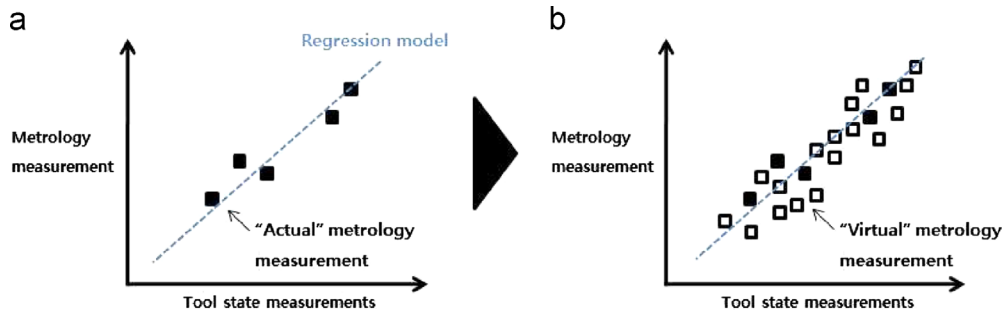 a
Regression model
Metrology
measurement
"Actual" metrology
measurement
Tool state measurements
b
Metrology
measurement
"Virtual" metrology
measurement
Tool state measurements